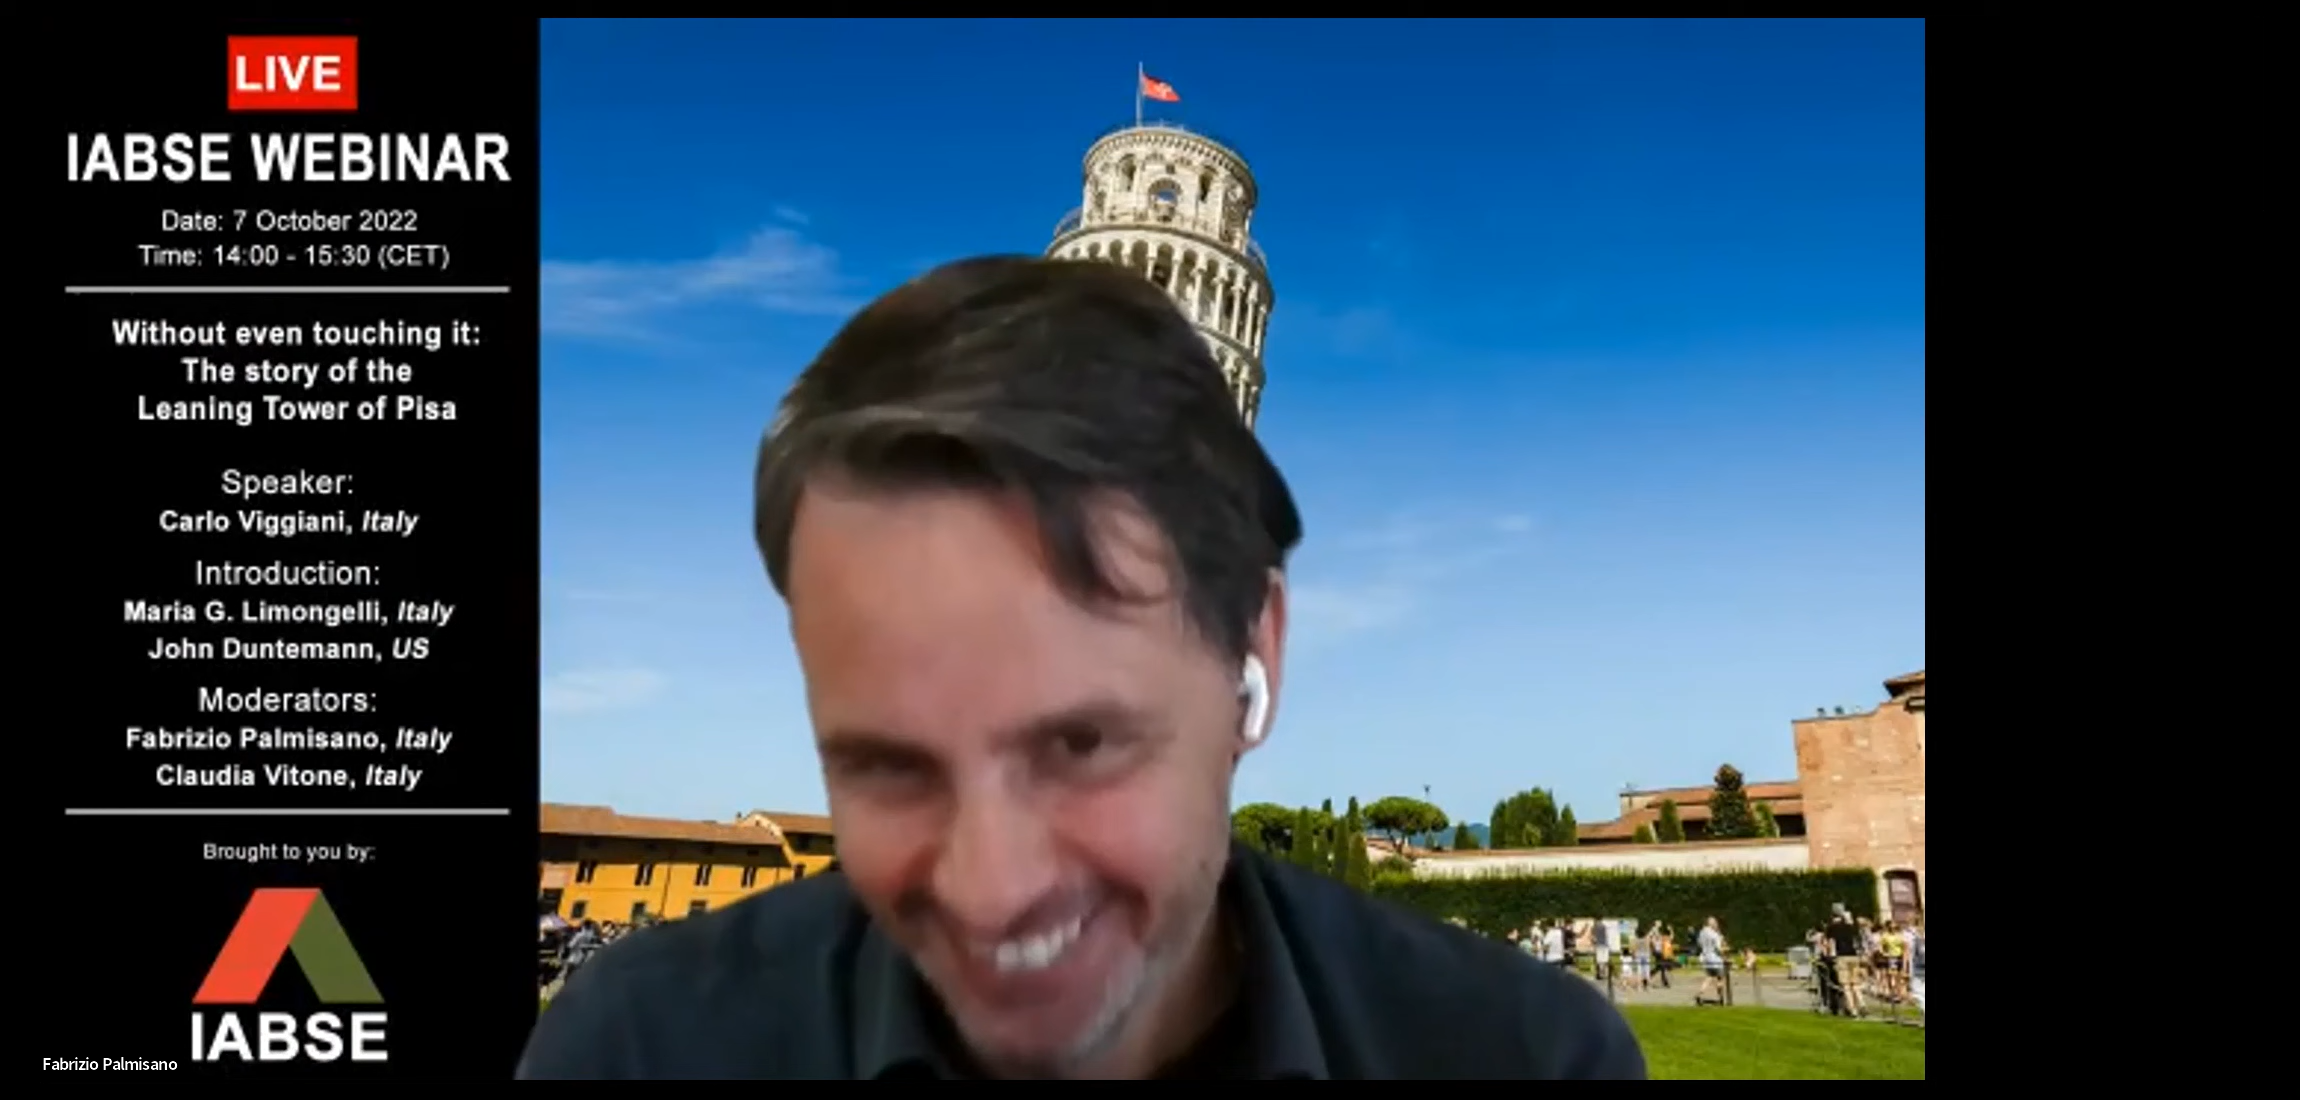 LIVE
IABSE WEBINAR
Date: 7 October 2022
Time: 14:00 - 15:30 (CET)
Without even touching it:
The story of the
Leaning Tower of Pisa
Speaker:
Carlo Viggiani, Italy
Introduction:
Maria G. Limongelli, Italy
John Duntemann, US
Moderators:
Fabrizio Palmisano, Italy
Claudia Vitone, Italy
Brought to you by:
IABSE
Fabrizio Palmisano